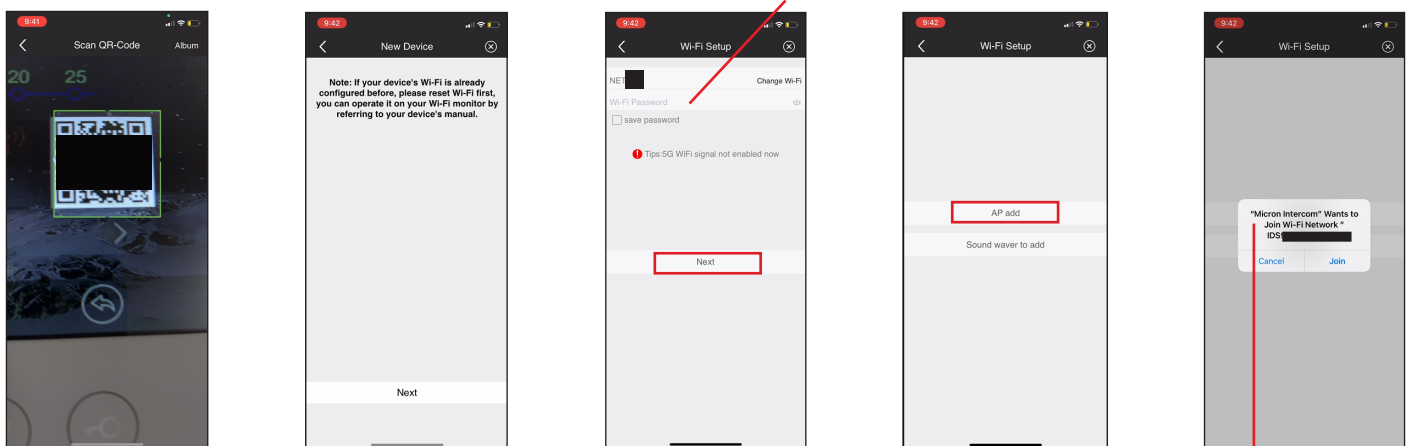 9:41
Scan QR-Code
Album
20 25
9:42
New Device
Note: If your device's Wi-Fi is already
configured before, please reset Wi-Fi first,
you can operate it on your Wi-Fi monitor by
referring to your device's manual.
Next
9:42
Wi-Fi Setup
NET
Change Wi-Fi
Wi-Fi Password
save password
Tips:5G WiFi signal not enabled now
Next
9:42
Wi-Fi Setup
AP add
Sound waver to add
9:42
Wi-Fi Setup
"Micron Intercom" Wants to
Join Wi-Fi Network "
Cancel
Join